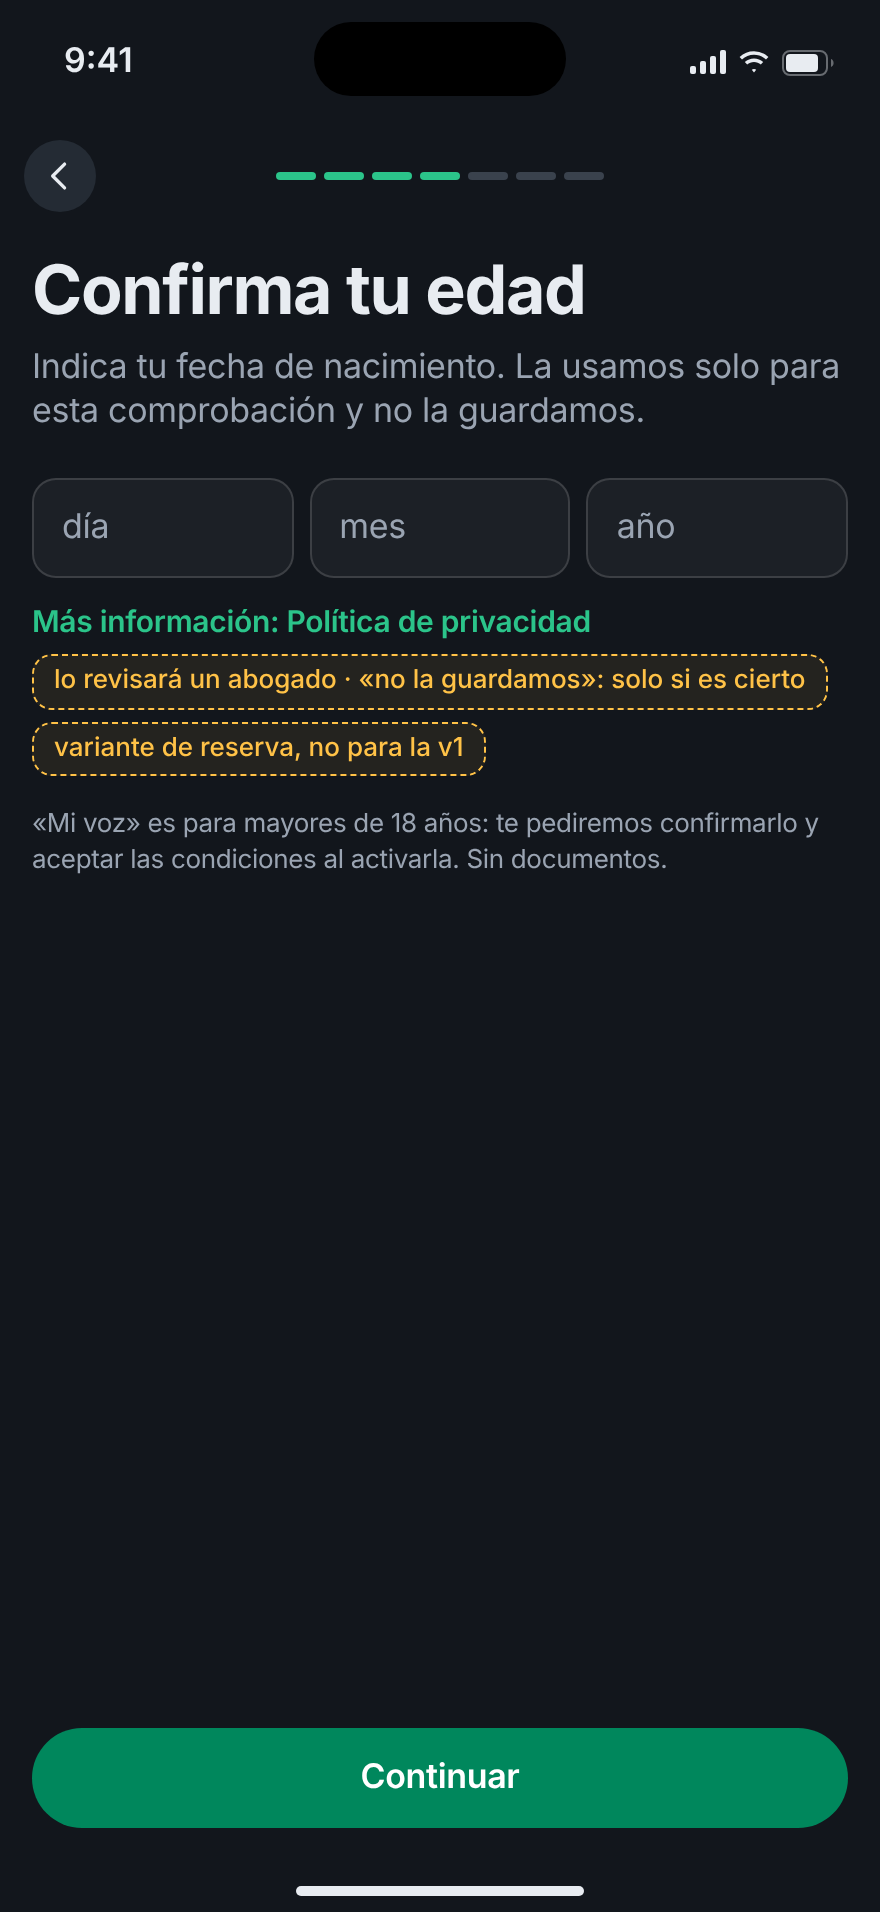 9:41
Confirma tu edad
Indica tu fecha de nacimiento. La usamos solo para
esta comprobación y no la guardamos.
día
mes
año
Más información: Política de privacidad
lo revisará un abogado · «no la guardamos»: solo si es cierto
variante de reserva, no para la v1
«Mi voz» es para mayores de 18 años: te pediremos confirmarlo y
aceptar las condiciones al activarla. Sin documentos.
Continuar